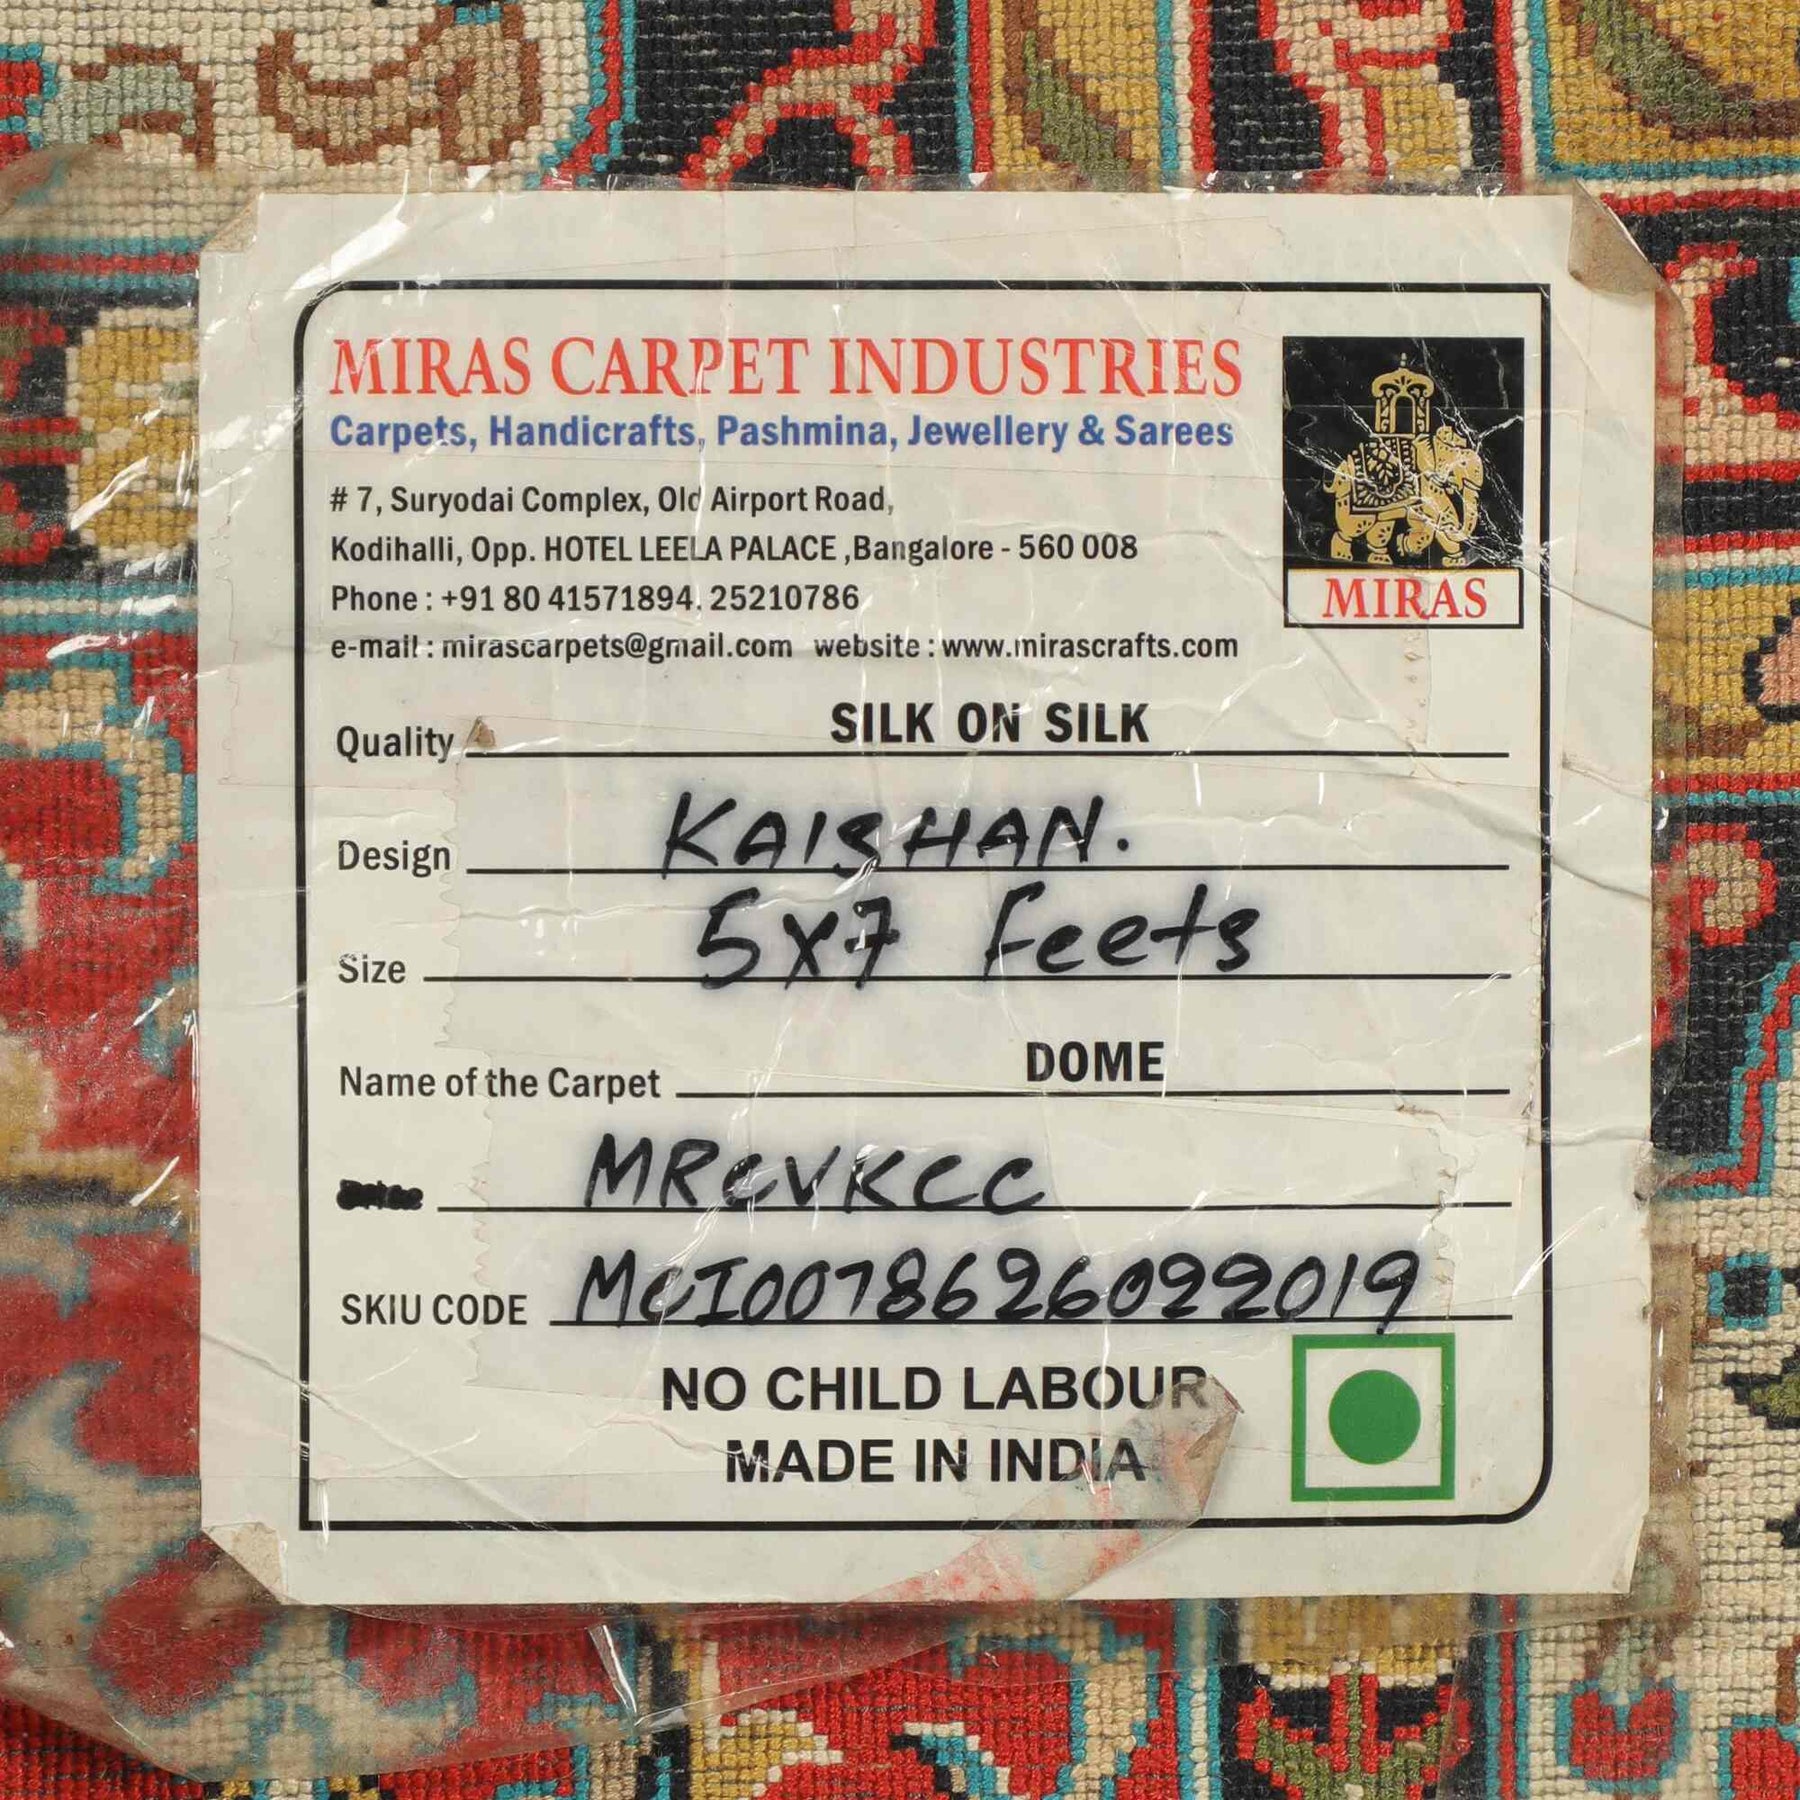 MIRAS CARPET INDUSTRIES
Carpets, Handicrafts, Pashmina, Jewellery & Sarees
# 7, Suryodai Complex, Old Airport Road,
Kodihalli, Opp. HOTEL LEELA PALACE ,Bangalore - 560 008
Phone : +91 80 41571894. 25210786
e-mail : mirascarpets@gmail.com website : www.mirascrafts.com
MIRAS
Quality SILK ON SILK
Design KAISHAN.
Size 5x7 Feets
Name of the Carpet DOME
MRCVKCC
SKIU CODE MCI0078626022019
NO CHILD LABOUR
MADE IN INDIA